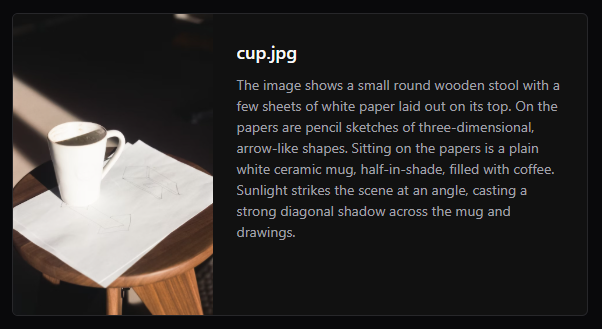 cup.jpg
The image shows a small round wooden stool with a
few sheets of white paper laid out on its top. On the
papers are pencil sketches of three-dimensional,
arrow-like shapes. Sitting on the papers is a plain
white ceramic mug, half-in-shade, filled with coffee.
Sunlight strikes the scene at an angle, casting a
strong diagonal shadow across the mug and
drawings.